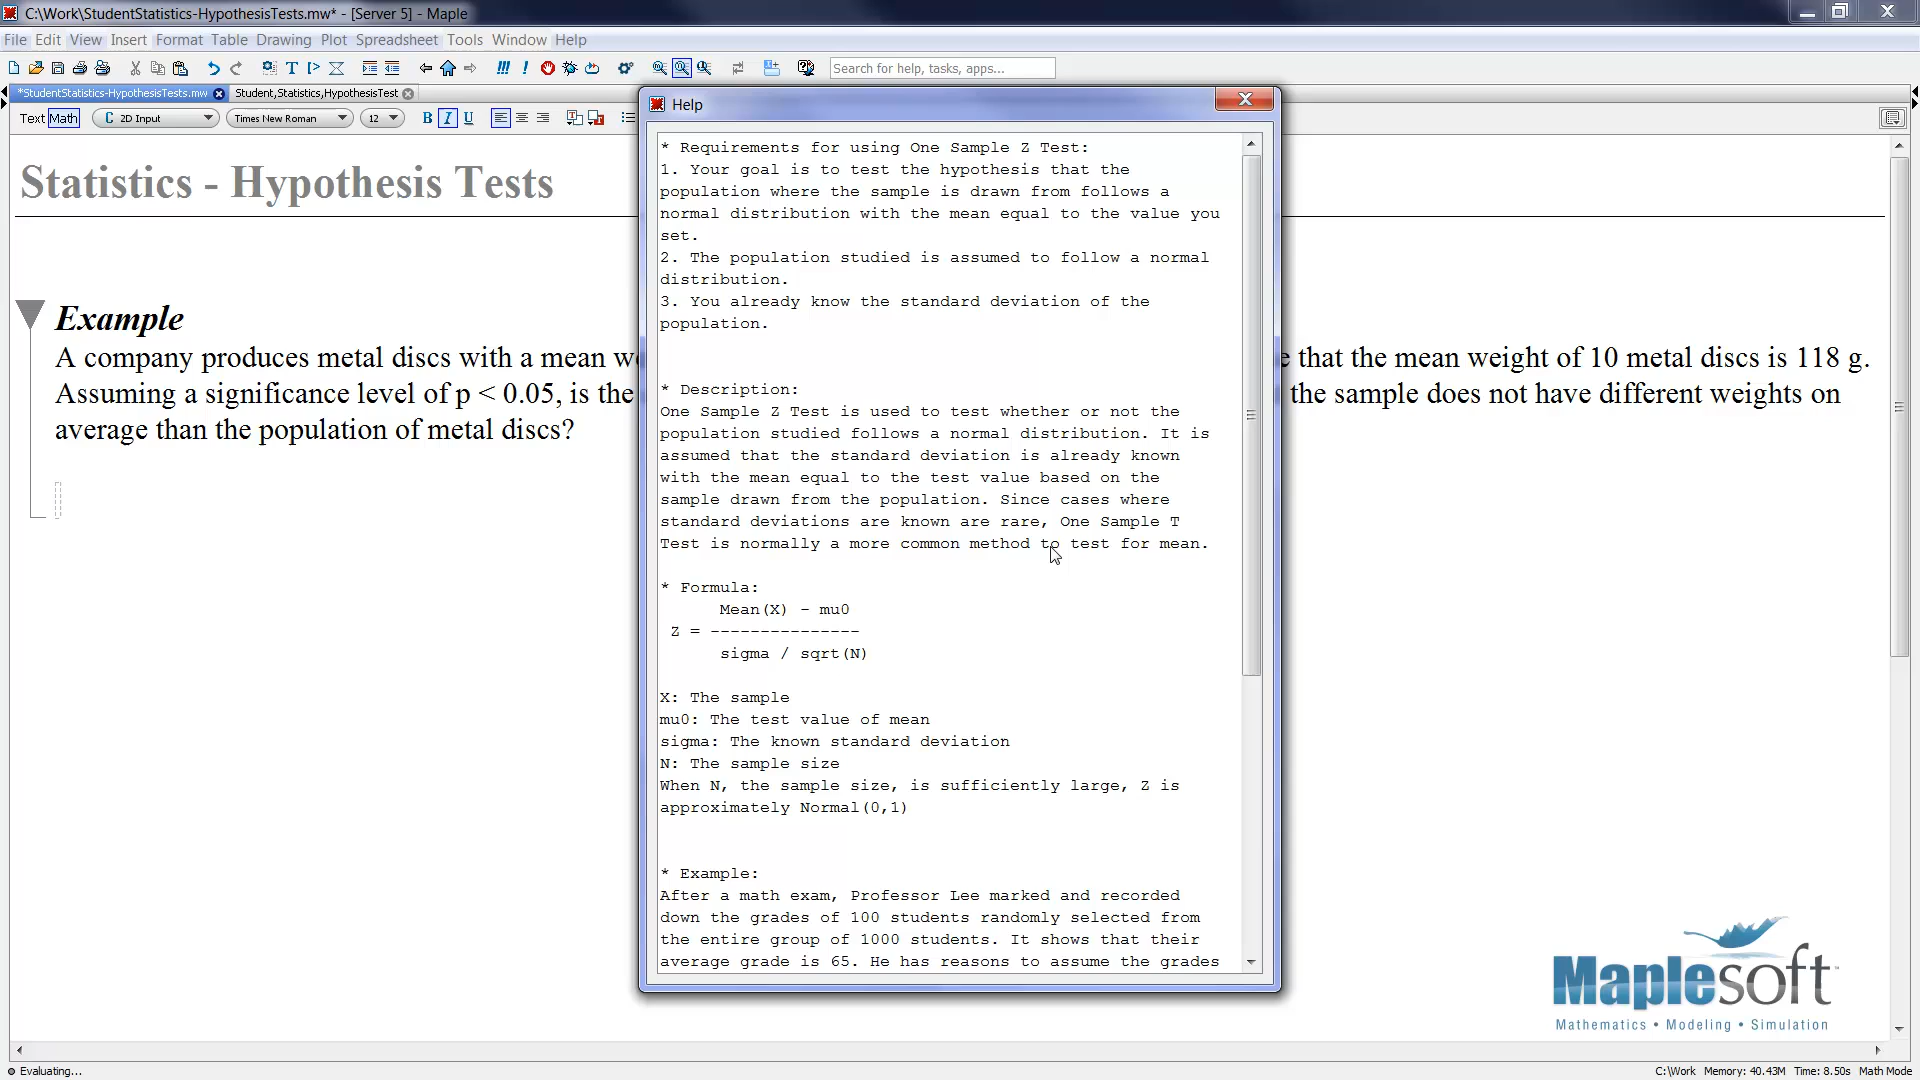 C:\Work\StudentStatistics-HypothesisTests.mw* - [Server 5] - Maple
File Edit View Insert Format Table Drawing Plot Spreadsheet Tools Window Help
Search for help, tasks, apps...
*StudentStatistics-HypothesisTests.mw Student,Statistics,HypothesisTest
Text Math C 2D Input Times New Roman 12 B I U
Statistics - Hypothesis Tests
Example
A company produces metal discs with a mean we
e that the mean weight of 10 metal discs is 118 g.
Assuming a significance level of p < 0.05, is the
the sample does not have different weights on
average than the population of metal discs?
Help
* Requirements for using One Sample Z Test:
1. Your goal is to test the hypothesis that the
population where the sample is drawn from follows a
normal distribution with the mean equal to the value you
set.
2. The population studied is assumed to follow a normal
distribution.
3. You already know the standard deviation of the
population.
* Description:
One Sample Z Test is used to test whether or not the
population studied follows a normal distribution. It is
assumed that the standard deviation is already known
with the mean equal to the test value based on the
sample drawn from the population. Since cases where
standard deviations are known are rare, One Sample T
Test is normally a more common method to test for mean.
* Formula:
Mean(X) - mu0
Z = ---------------
sigma / sqrt(N)
X: The sample
mu0: The test value of mean
sigma: The known standard deviation
N: The sample size
When N, the sample size, is sufficiently large, Z is
approximately Normal(0,1)
* Example:
After a math exam, Professor Lee marked and recorded
down the grades of 100 students randomly selected from
the entire group of 1000 students. It shows that their
average grade is 65. He has reasons to assume the grades
Maplesoft
Mathematics • Modeling • Simulation
Evaluating...
C:\Work Memory: 40.43M Time: 8.50s Math Mode